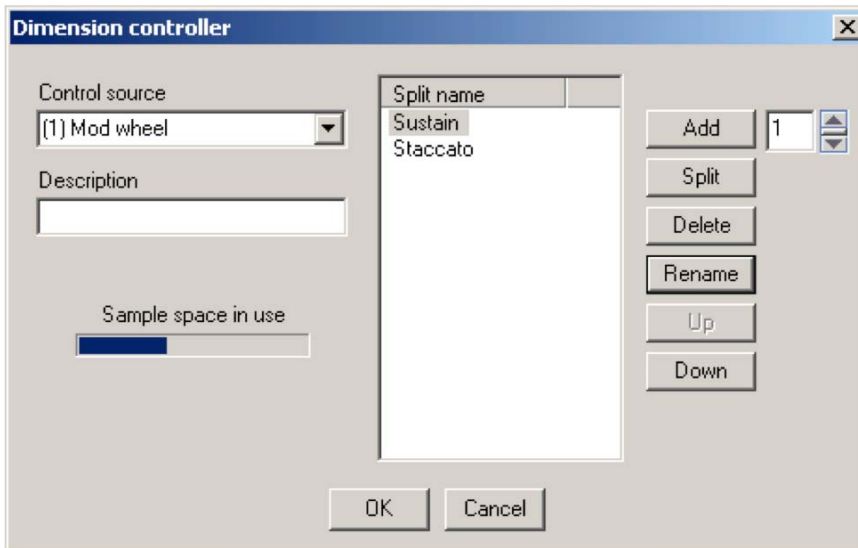 Dimension controller
Control source
(1) Mod wheel
Description
Sample space in use
Split name
Sustain
Staccato
Add
1
Split
Delete
Rename
Up
Down
OK
Cancel